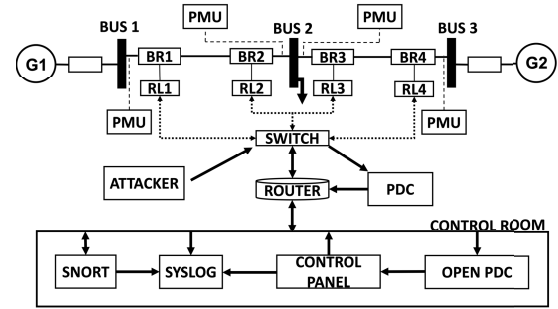 PMU
PMU
BUS 1
BUS 2
BUS 3
G1
BR1
BR2
BR3
BR4
G2
RL1
RL2
RL3
RL4
PMU
PMU
SWITCH
ATTACKER
ROUTER
PDC
CONTROL ROOM
SNORT
SYSLOG
CONTROL
PANEL
OPEN PDC